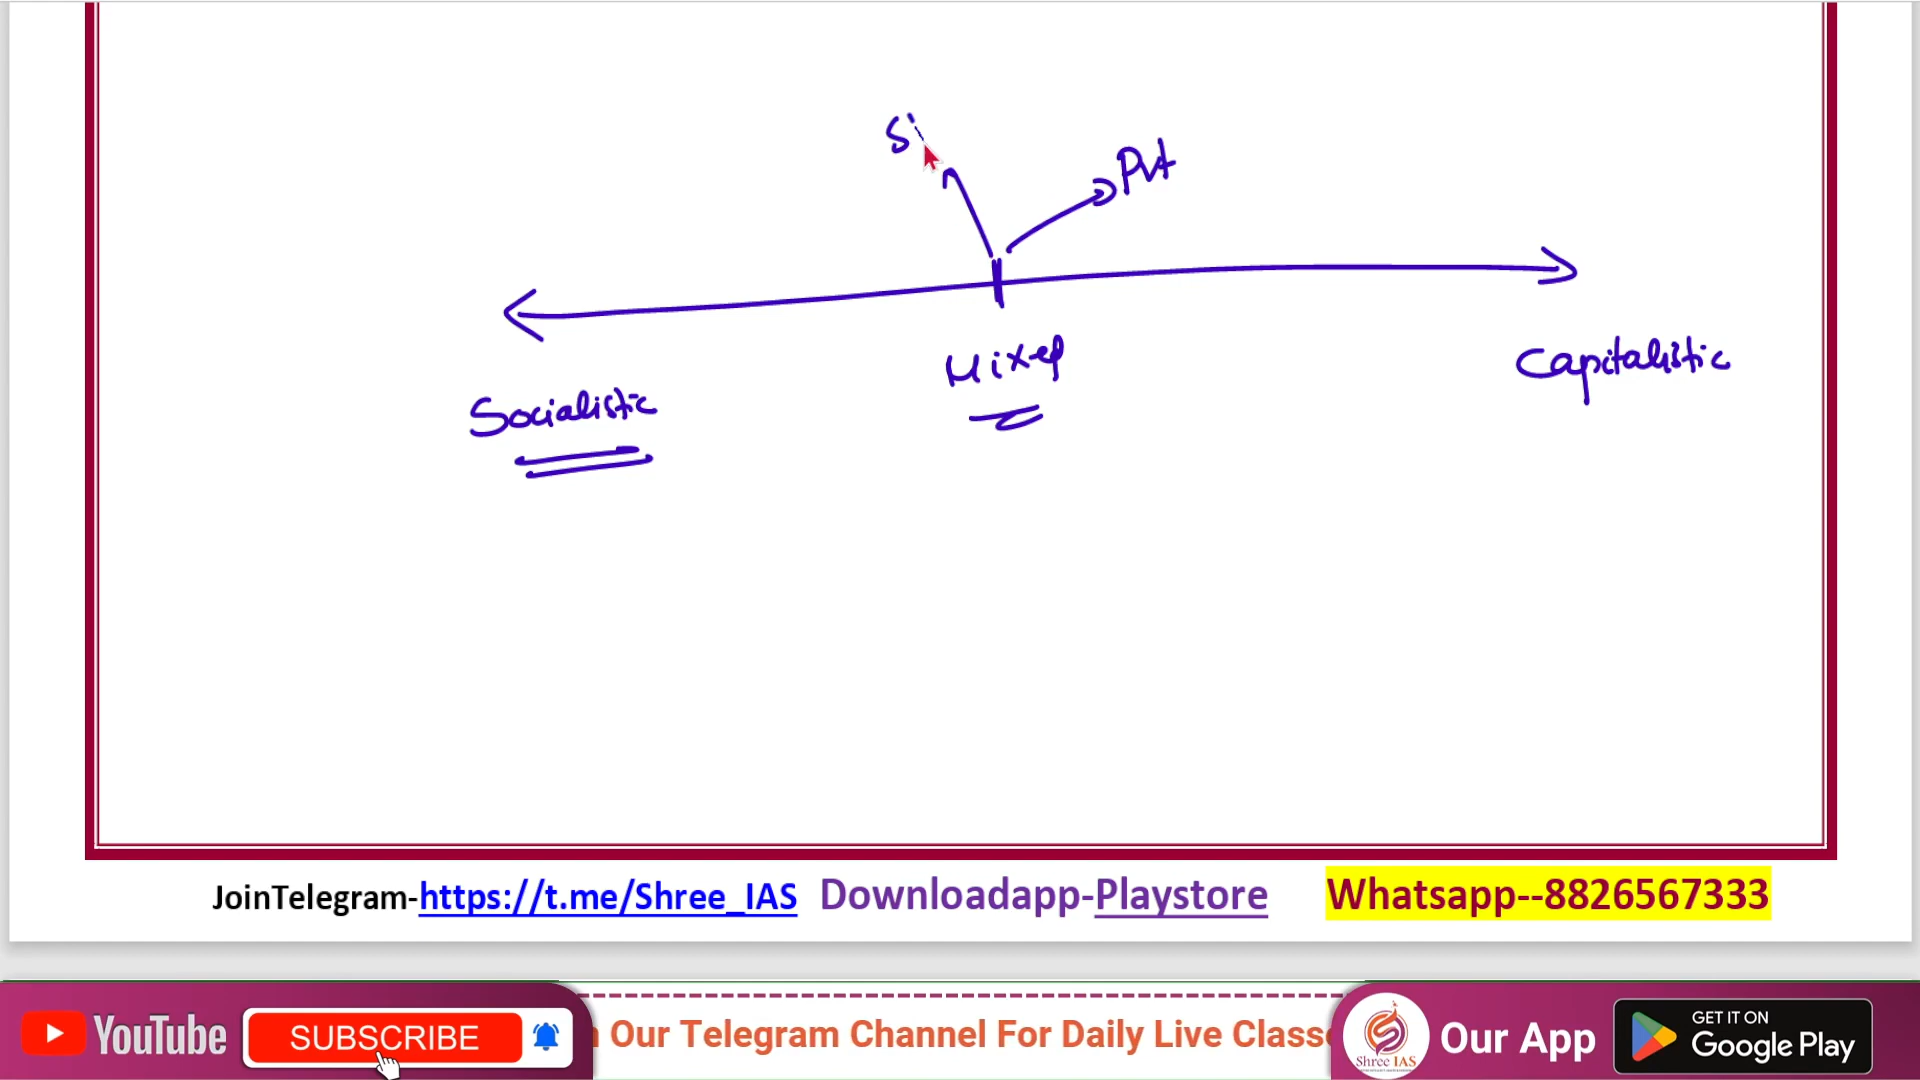 Pvt
Mixed
Capitalistic
Socialistic
JoinTelegram-https://t.me/Shree_IAS Downloadapp-Playstore Whatsapp--8826567333
YouTube SUBSCRIBE Our Telegram Channel For Daily Live Classe
Shree IAS
Our App
GET IT ON
Google Play